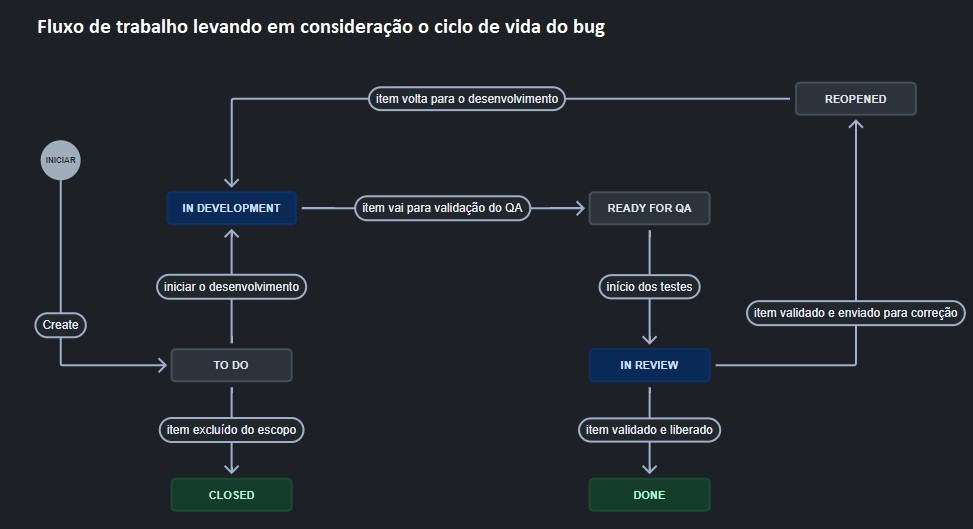 Fluxo de trabalho levando em consideração o ciclo de vida do bug
item volta para o desenvolvimento
REOPENED
INICIAR
IN DEVELOPMENT
item vai para validação do QA
READY FOR QA
iniciar o desenvolvimento
início dos testes
item validado e enviado para correção
Create
TO DO
IN REVIEW
item excluído do escopo
item validado e liberado
CLOSED
DONE